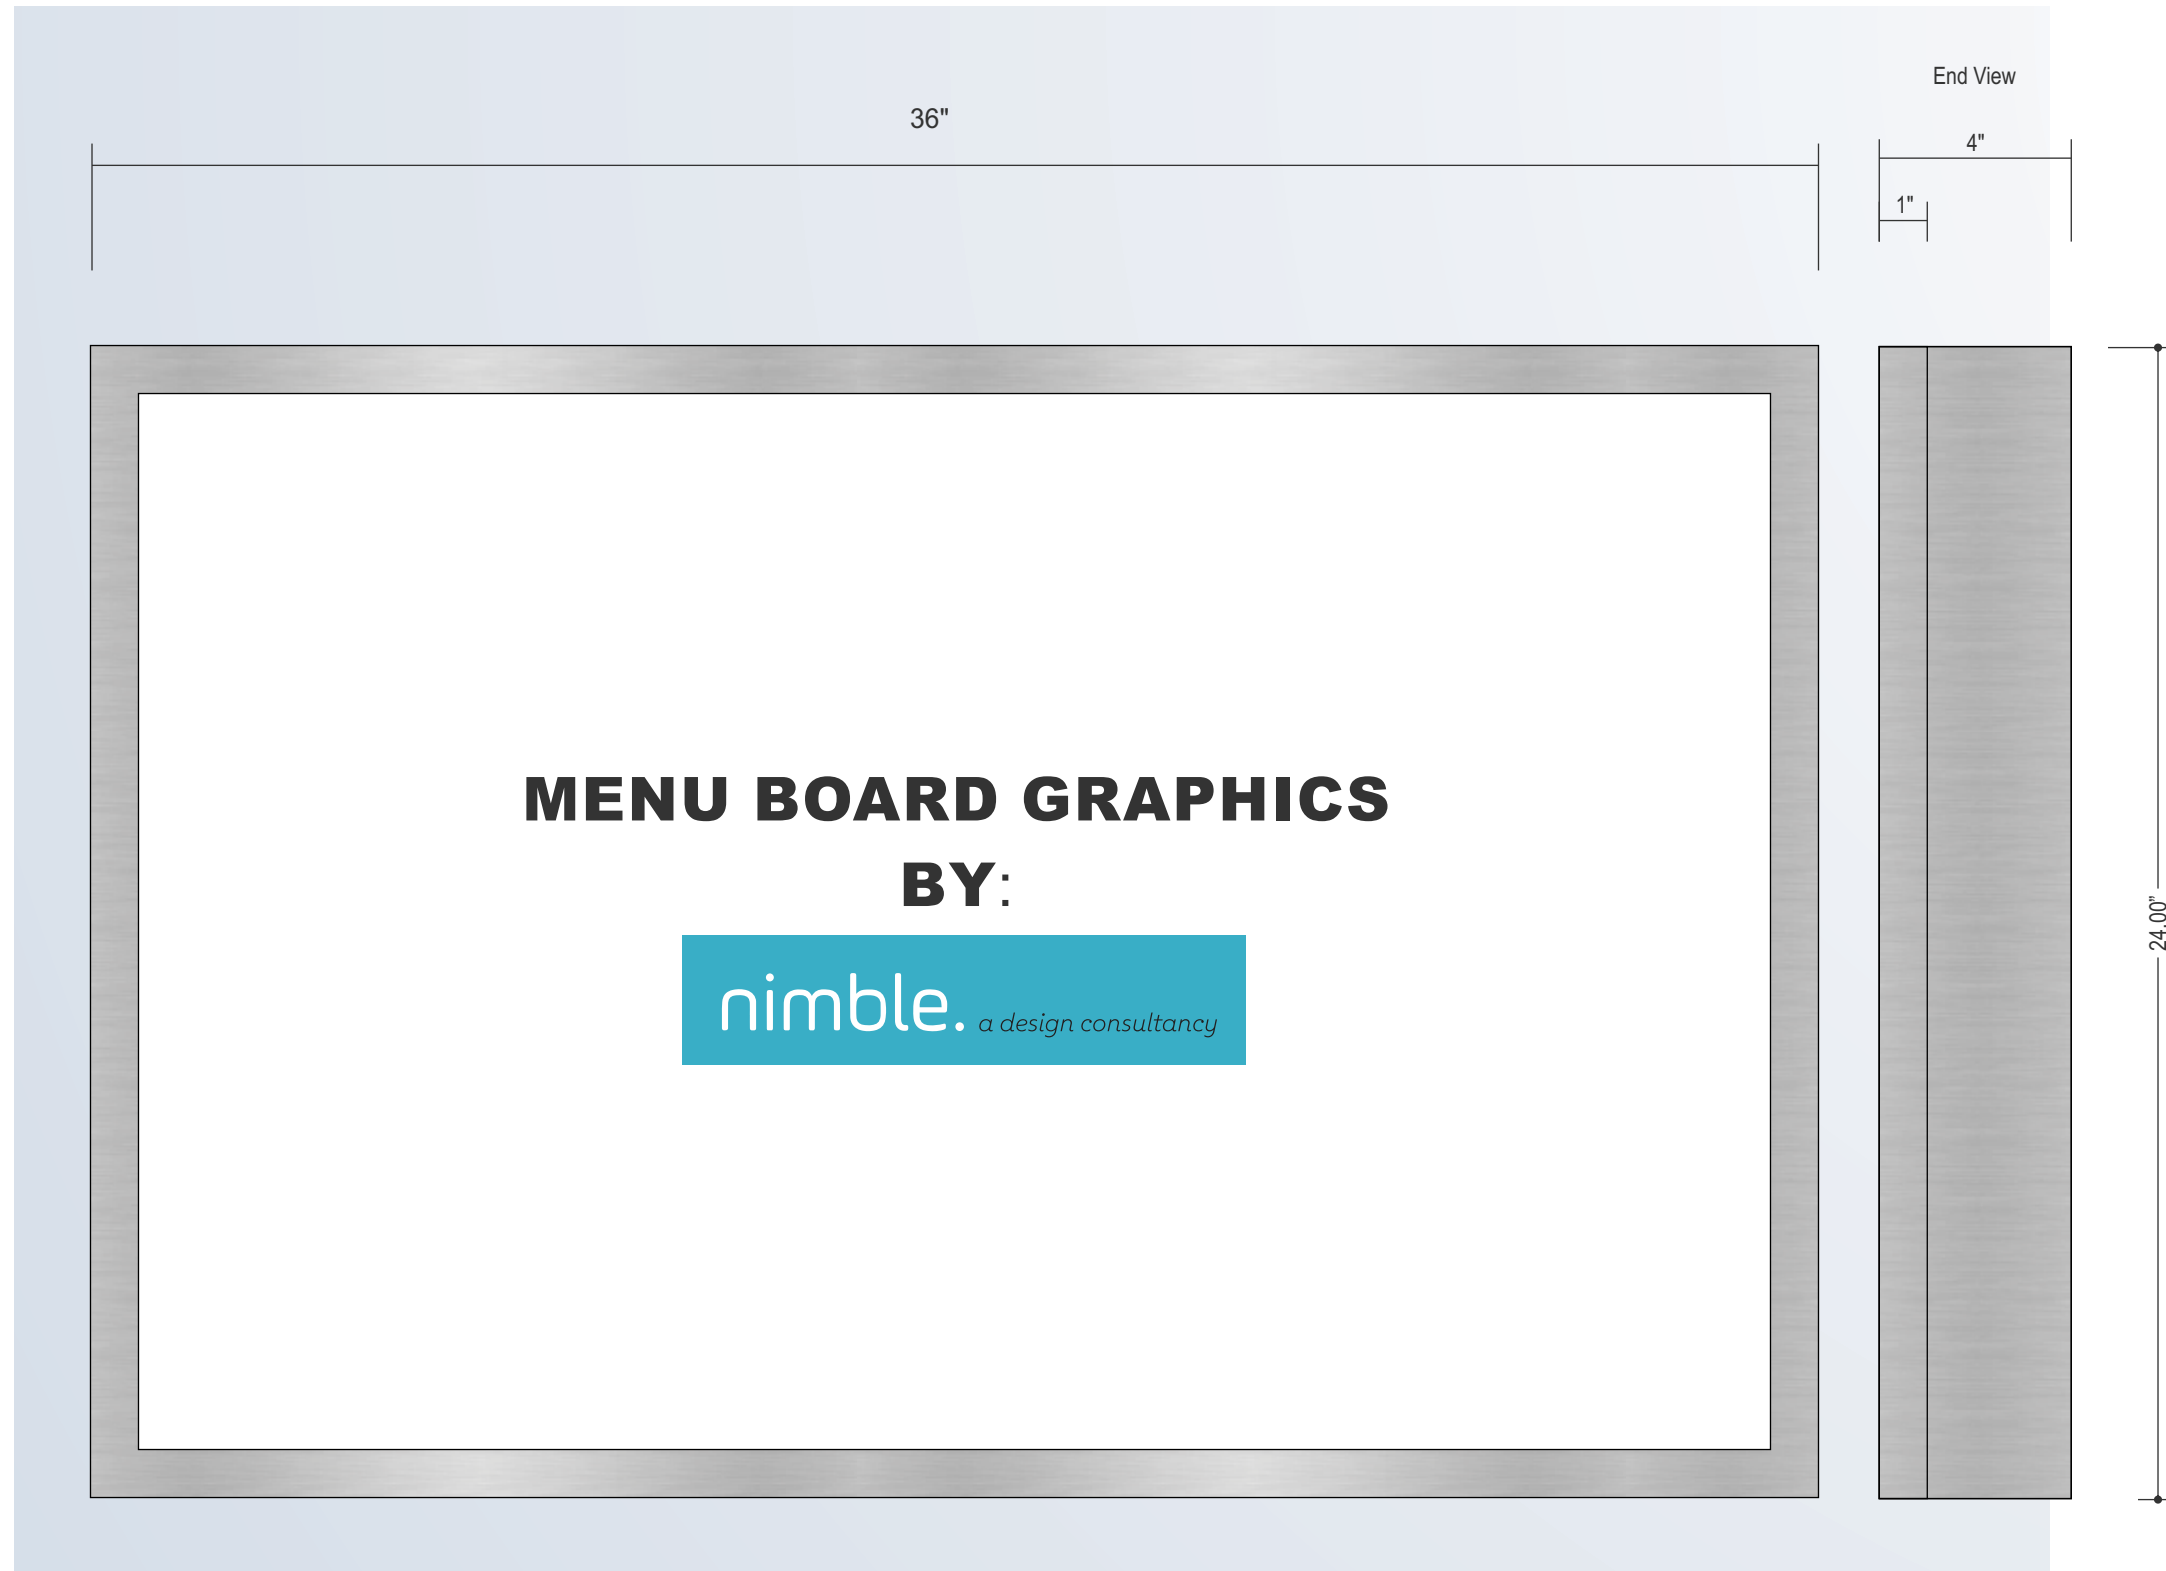 End View
36"
4"
1"
MENU BOARD GRAPHICS
BY:
nimble. a design consultancy
24.00"